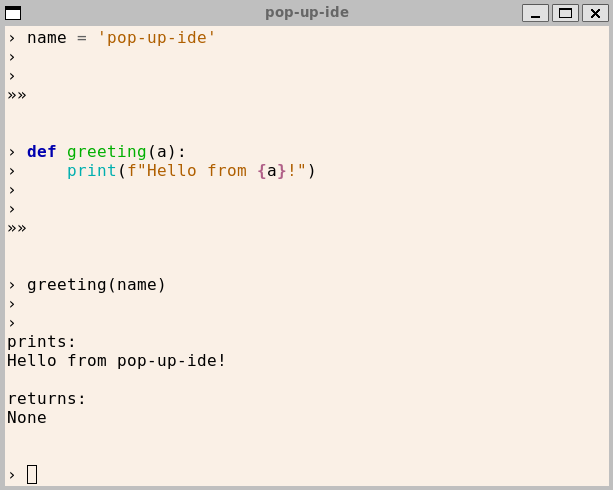 pop-up-ide
› name = 'pop-up-ide'
›
›
»»
› def greeting(a):
›     print(f"Hello from {a}!")
›
›
»»
› greeting(name)
›
›
prints:
Hello from pop-up-ide!
returns:
None
›